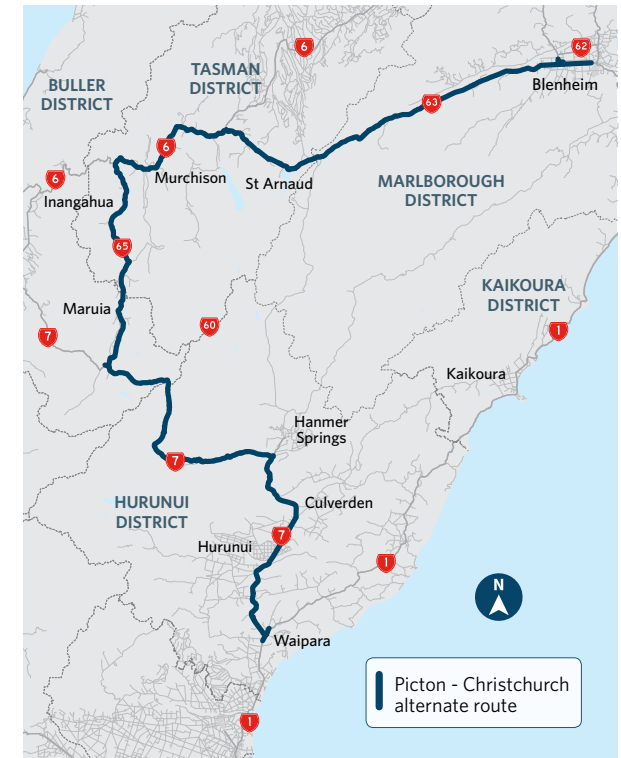 62
6
TASMAN
DISTRICT
BULLER
DISTRICT
Blenheim
63
6
Murchison
St Arnaud
6
Inangahua
MARLBOROUGH
DISTRICT
65
KAIKOURA
DISTRICT
Maruia
60
1
7
Kaikoura
Hanmer
Springs
7
HURUNUI
DISTRICT
Culverden
7
Hurunui
1
N
Waipara
Picton - Christchurch
alternate route
1